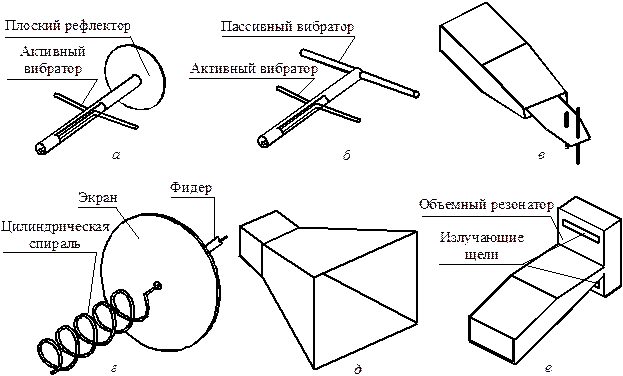 Плоский рефлектор
Активный
вибратор
а
Пассивный вибратор
Активный вибратор
б
в
Экран
Фидер
Цилиндрическая
спираль
г
д
Объемный резонатор
Излучающие
щели
е